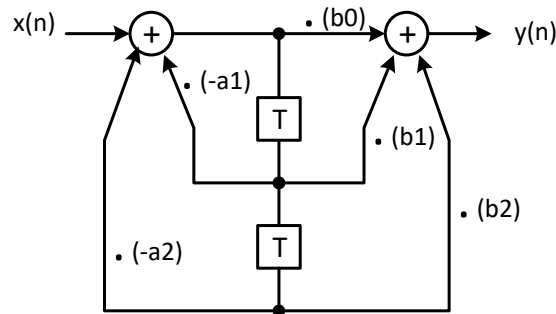 x(n)
+
. (b0)
+
y(n)
. (-a1)
T
. (b1)
T
. (b2)
. (-a2)